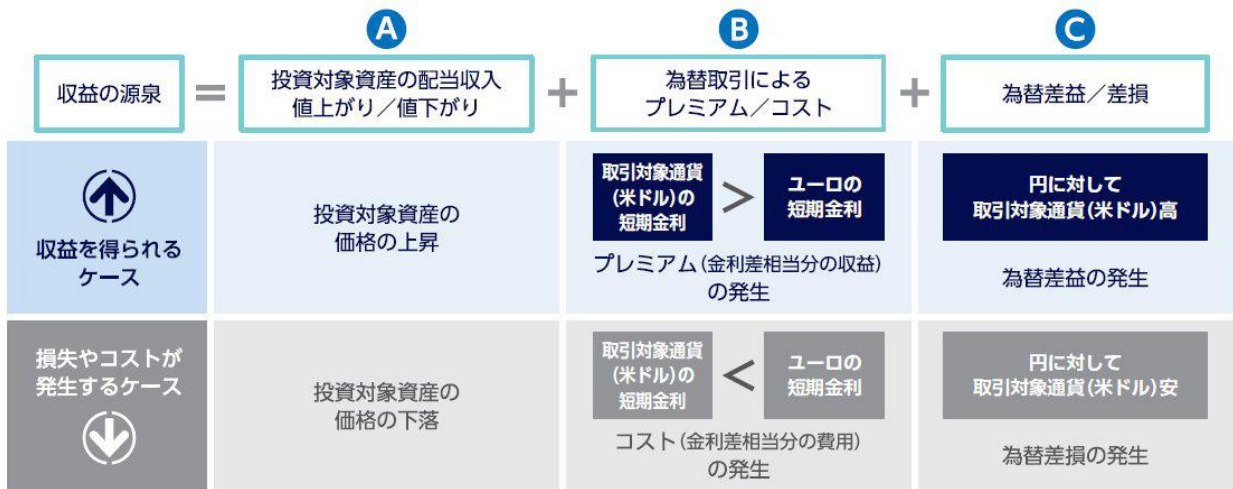 A
B
C
収益の源泉
=
投資対象資産の配当収入
値上がり／値下がり
+
為替取引による
プレミアム／コスト
+
為替差益／差損
収益を得られる
ケース
投資対象資産の
価格の上昇
取引対象通貨
(米ドル)の
短期金利
>
ユーロの
短期金利
プレミアム(金利差相当分の収益)
の発生
円に対して
取引対象通貨(米ドル)高
為替差益の発生
損失やコストが
発生するケース
投資対象資産の
価格の下落
取引対象通貨
(米ドル)の
短期金利
<
ユーロの
短期金利
コスト(金利差相当分の費用)
の発生
円に対して
取引対象通貨(米ドル)安
為替差損の発生